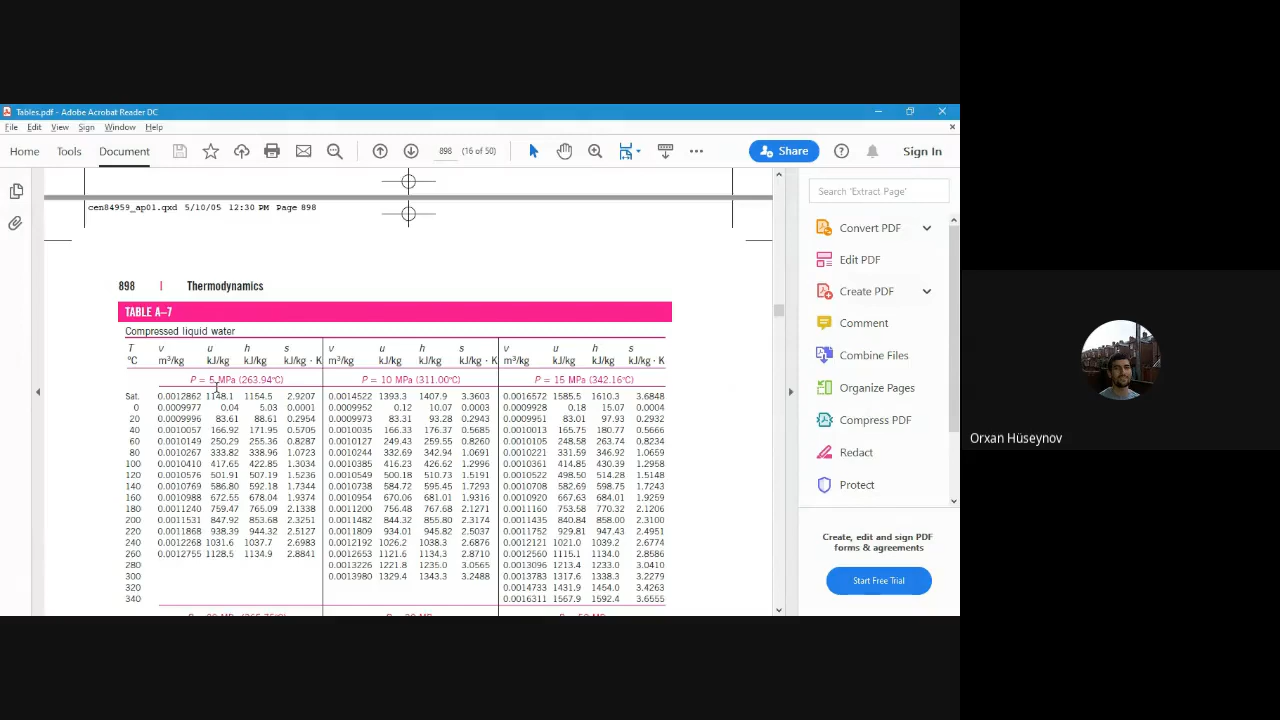 Tables.pdf - Adobe Acrobat Reader DC
File Edit View Sign Window Help
Home Tools Document 898 (16 of 50) Share Sign In
cen84959_ap01.qxd 5/10/05 12:30 PM Page 898
898 | Thermodynamics
TABLE A–7
Compressed liquid water
T v u h s v u h s v u h s
°C m³/kg kJ/kg kJ/kg kJ/kg · K m³/kg kJ/kg kJ/kg kJ/kg · K m³/kg kJ/kg kJ/kg kJ/kg · K
P = 5 MPa (263.94°C) P = 10 MPa (311.00°C) P = 15 MPa (342.16°C)
Sat. 0.0012862 1148.1 1154.5 2.9207 0.0014522 1393.3 1407.9 3.3603 0.0016572 1585.5 1610.3 3.6848
0 0.0009977 0.04 5.03 0.0001 0.0009952 0.12 10.07 0.0003 0.0009928 0.18 15.07 0.0004
20 0.0009996 83.61 88.61 0.2954 0.0009973 83.31 93.28 0.2943 0.0009951 83.01 97.93 0.2932
40 0.0010057 166.92 171.95 0.5705 0.0010035 166.33 176.37 0.5685 0.0010013 165.75 180.77 0.5666
60 0.0010149 250.29 255.36 0.8287 0.0010127 249.43 259.55 0.8260 0.0010105 248.58 263.74 0.8234
80 0.0010267 333.82 338.96 1.0723 0.0010244 332.69 342.94 1.0691 0.0010221 331.59 346.92 1.0659
100 0.0010410 417.65 422.85 1.3034 0.0010385 416.23 426.62 1.2996 0.0010361 414.85 430.39 1.2958
120 0.0010576 501.91 507.19 1.5236 0.0010549 500.18 510.73 1.5191 0.0010522 498.50 514.28 1.5148
140 0.0010769 586.80 592.18 1.7344 0.0010738 584.72 595.45 1.7293 0.0010708 582.69 598.75 1.7243
160 0.0010988 672.55 678.04 1.9374 0.0010954 670.06 681.01 1.9316 0.0010920 667.63 684.01 1.9259
180 0.0011240 759.47 765.09 2.1338 0.0011200 756.48 767.68 2.1271 0.0011160 753.58 770.32 2.1206
200 0.0011531 847.92 853.68 2.3251 0.0011482 844.32 855.80 2.3174 0.0011435 840.84 858.00 2.3100
220 0.0011868 938.39 944.32 2.5127 0.0011809 934.01 945.82 2.5037 0.0011752 929.81 947.43 2.4951
240 0.0012268 1031.6 1037.7 2.6983 0.0012192 1026.2 1038.3 2.6876 0.0012121 1021.0 1039.2 2.6774
260 0.0012755 1128.5 1134.9 2.8841 0.0012653 1121.6 1134.3 2.8710 0.0012560 1115.1 1134.0 2.8586
280 0.0013226 1221.8 1235.0 3.0565 0.0013096 1213.4 1233.0 3.0410
300 0.0013980 1329.4 1343.3 3.2488 0.0013783 1317.6 1338.3 3.2279
320 0.0014733 1431.9 1454.0 3.4263
340 0.0016311 1567.9 1592.4 3.6555
Search 'Extract Page'
Convert PDF
Edit PDF
Create PDF
Comment
Combine Files
Organize Pages
Compress PDF
Redact
Protect
Create, edit and sign PDF
forms & agreements
Start Free Trial
Orxan Hüseynov